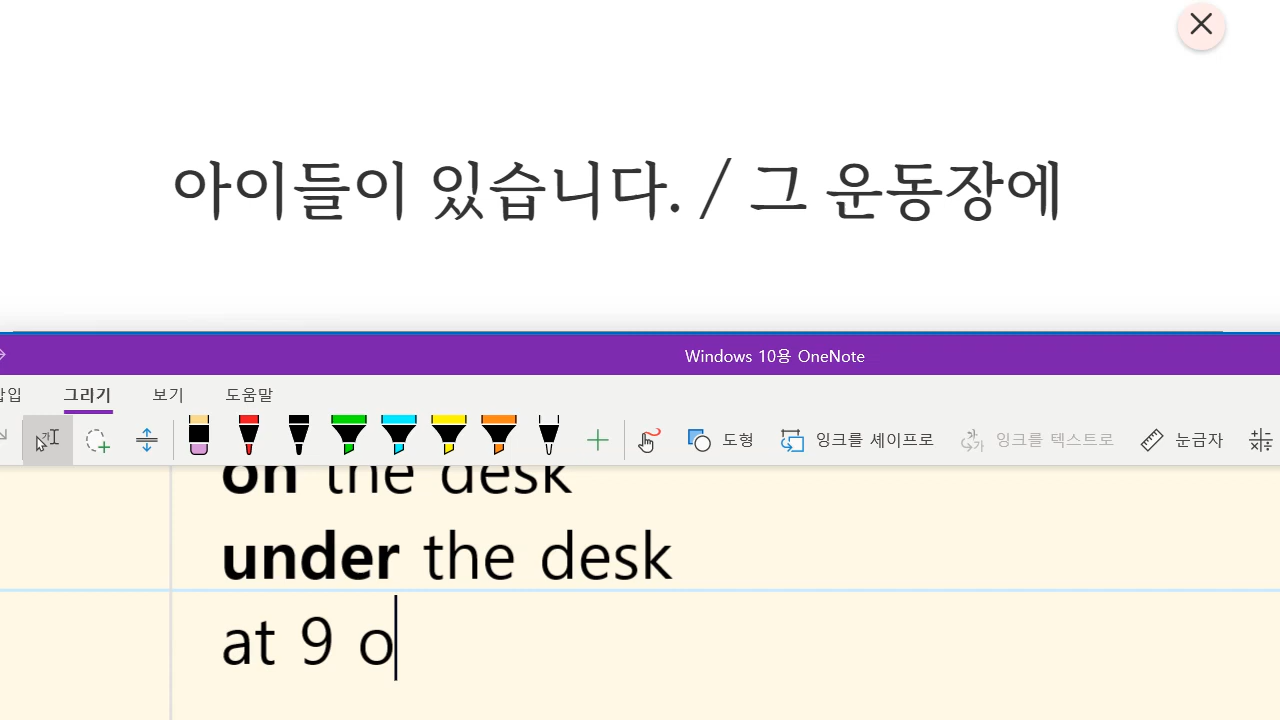 아이들이 있습니다. / 그 운동장에
Windows 10용 OneNote
삽입 그리기 보기 도움말
도형 잉크를 셰이프로 잉크를 텍스트로 눈금자
on the desk
under the desk
at 9 o